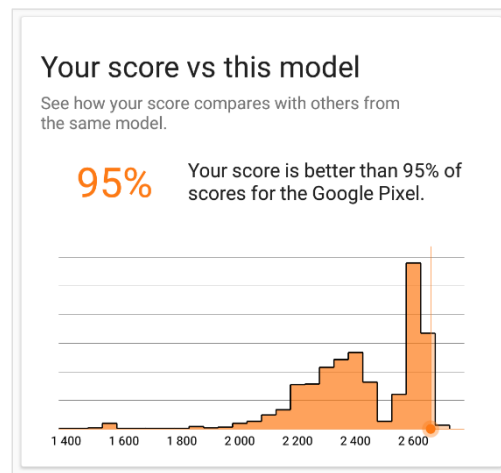 Your score vs this model
See how your score compares with others from
the same model.
95%
Your score is better than 95% of
scores for the Google Pixel.
1 400 1 600 1 800 2 000 2 200 2 400 2 600